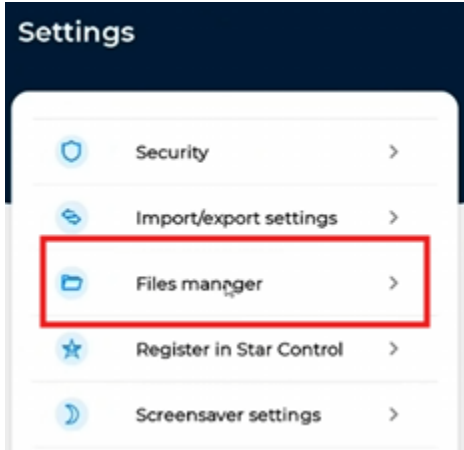 Settings
Security
Import/export settings
Files manager
Register in Star Control
Screensaver settings